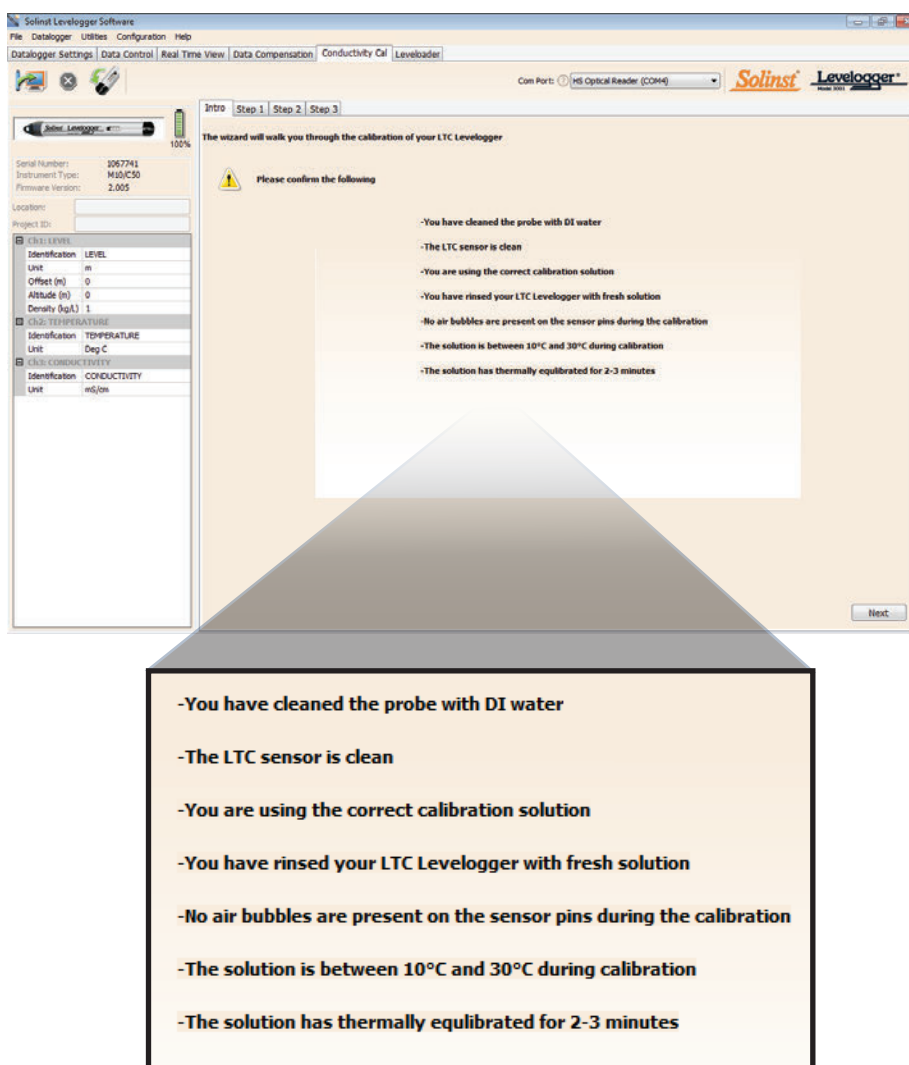 Solinst Levelogger Software
File Datalogger Utilities Configuration Help
Datalogger Settings Data Control Real Time View Data Compensation Conductivity Cal Leveloader
Com Port: ? HS Optical Reader (COM4) Solinst Levelogger
Model 3001
Intro Step 1 Step 2 Step 3
Solinst Levelogger
100%
The wizard will walk you through the calibration of your LTC Levelogger
Serial Number: 1067741
Instrument Type: M10/C50
Firmware Version: 2.005
Please confirm the following
Location:
Project ID:
Ch1: LEVEL
Identification LEVEL
Unit m
Offset (m) 0
Altitude (m) 0
Density (kg/L) 1
Ch2: TEMPERATURE
Identification TEMPERATURE
Unit Deg C
Ch3: CONDUCTIVITY
Identification CONDUCTIVITY
Unit mS/cm
-You have cleaned the probe with DI water
-The LTC sensor is clean
-You are using the correct calibration solution
-You have rinsed your LTC Levelogger with fresh solution
-No air bubbles are present on the sensor pins during the calibration
-The solution is between 10°C and 30°C during calibration
-The solution has thermally equlibrated for 2-3 minutes
Next
-You have cleaned the probe with DI water
-The LTC sensor is clean
-You are using the correct calibration solution
-You have rinsed your LTC Levelogger with fresh solution
-No air bubbles are present on the sensor pins during the calibration
-The solution is between 10°C and 30°C during calibration
-The solution has thermally equlibrated for 2-3 minutes